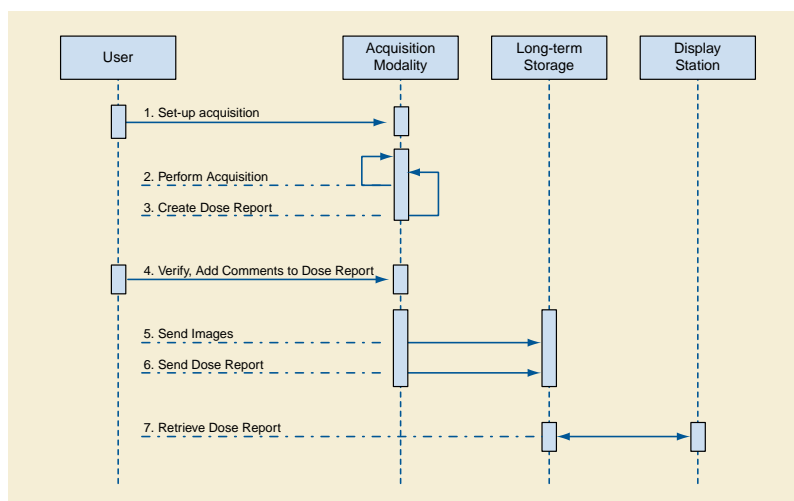 User
Acquisition
Modality
Long-term
Storage
Display
Station
1. Set-up acquisition
2. Perform Acquisition
3. Create Dose Report
4. Verify, Add Comments to Dose Report
5. Send Images
6. Send Dose Report
7. Retrieve Dose Report